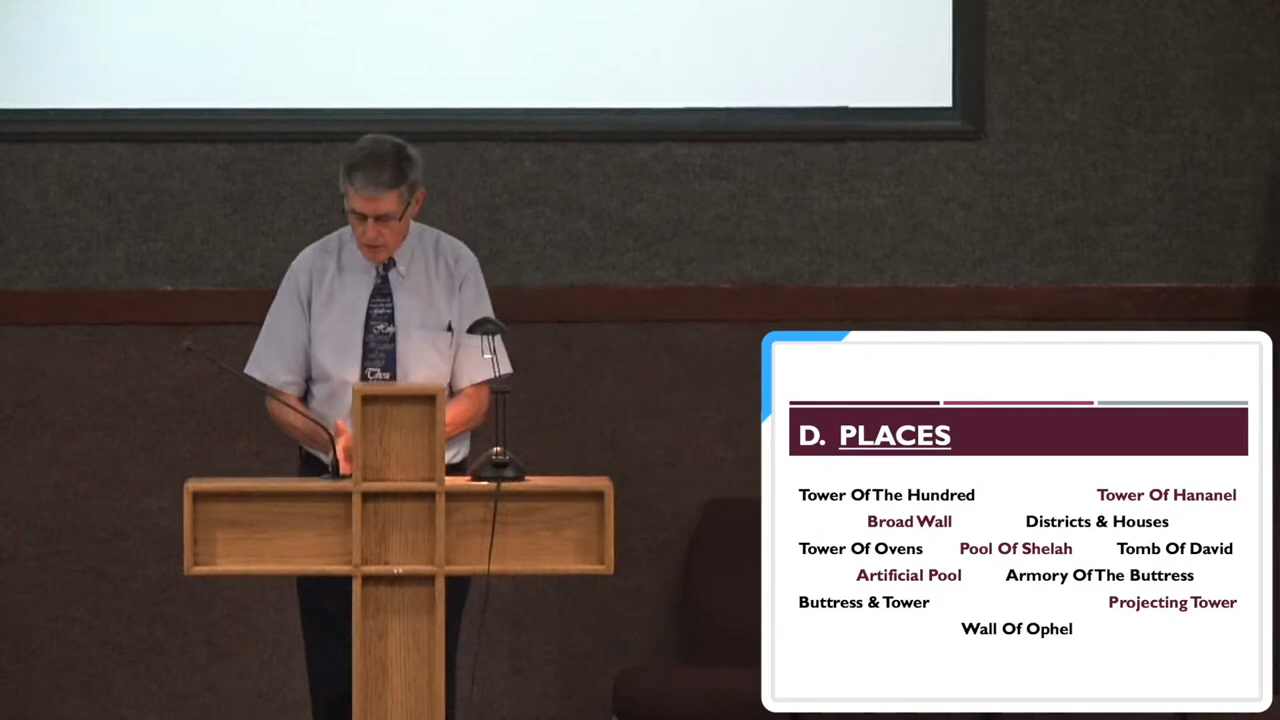 D. PLACES
Tower Of The Hundred Tower Of Hananel
Broad Wall Districts & Houses
Tower Of Ovens Pool Of Shelah Tomb Of David
Artificial Pool Armory Of The Buttress
Buttress & Tower Projecting Tower
Wall Of Ophel